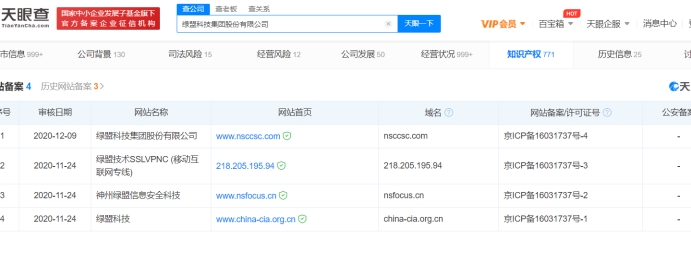 天眼查
TianYanCha.com
国家中小企业发展子基金旗下
官方备案企业征信机构
查公司 查老板 查关系
绿盟科技集团股份有限公司
天眼一下
VIP会员
百宝箱
HOT
天眼企服
消息中心
市信息 999+ 公司背景 130 司法风险 15 经营风险 12 公司发展 50 经营状况 999+ 知识产权 771 历史信息 25
站备案 4 历史网站备案 3
序号 审核日期 网站名称 网站首页 域名 网站备案/许可证号 公安备案
1 2020-12-09 绿盟科技集团股份有限公司 www.nsccsc.com nsccsc.com 京ICP备16031737号-4 -
2 2020-11-24 绿盟技术SSLVPNC (移动互
联网专线) 218.205.195.94 218.205.195.94 京ICP备16031737号-3 -
3 2020-11-24 神州绿盟信息安全科技 www.nsfocus.cn nsfocus.cn 京ICP备16031737号-2 -
4 2020-11-24 绿盟科技 www.china-cia.org.cn china-cia.org.cn 京ICP备16031737号-1 -